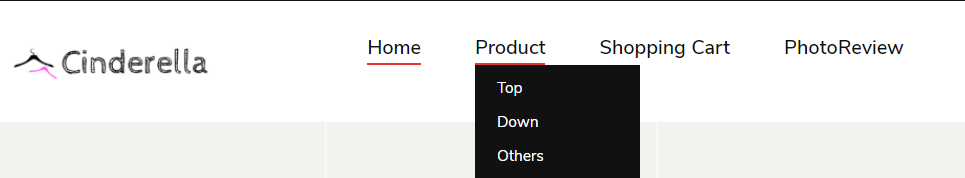 Cinderella
Home Product Shopping Cart PhotoReview
Top
Down
Others